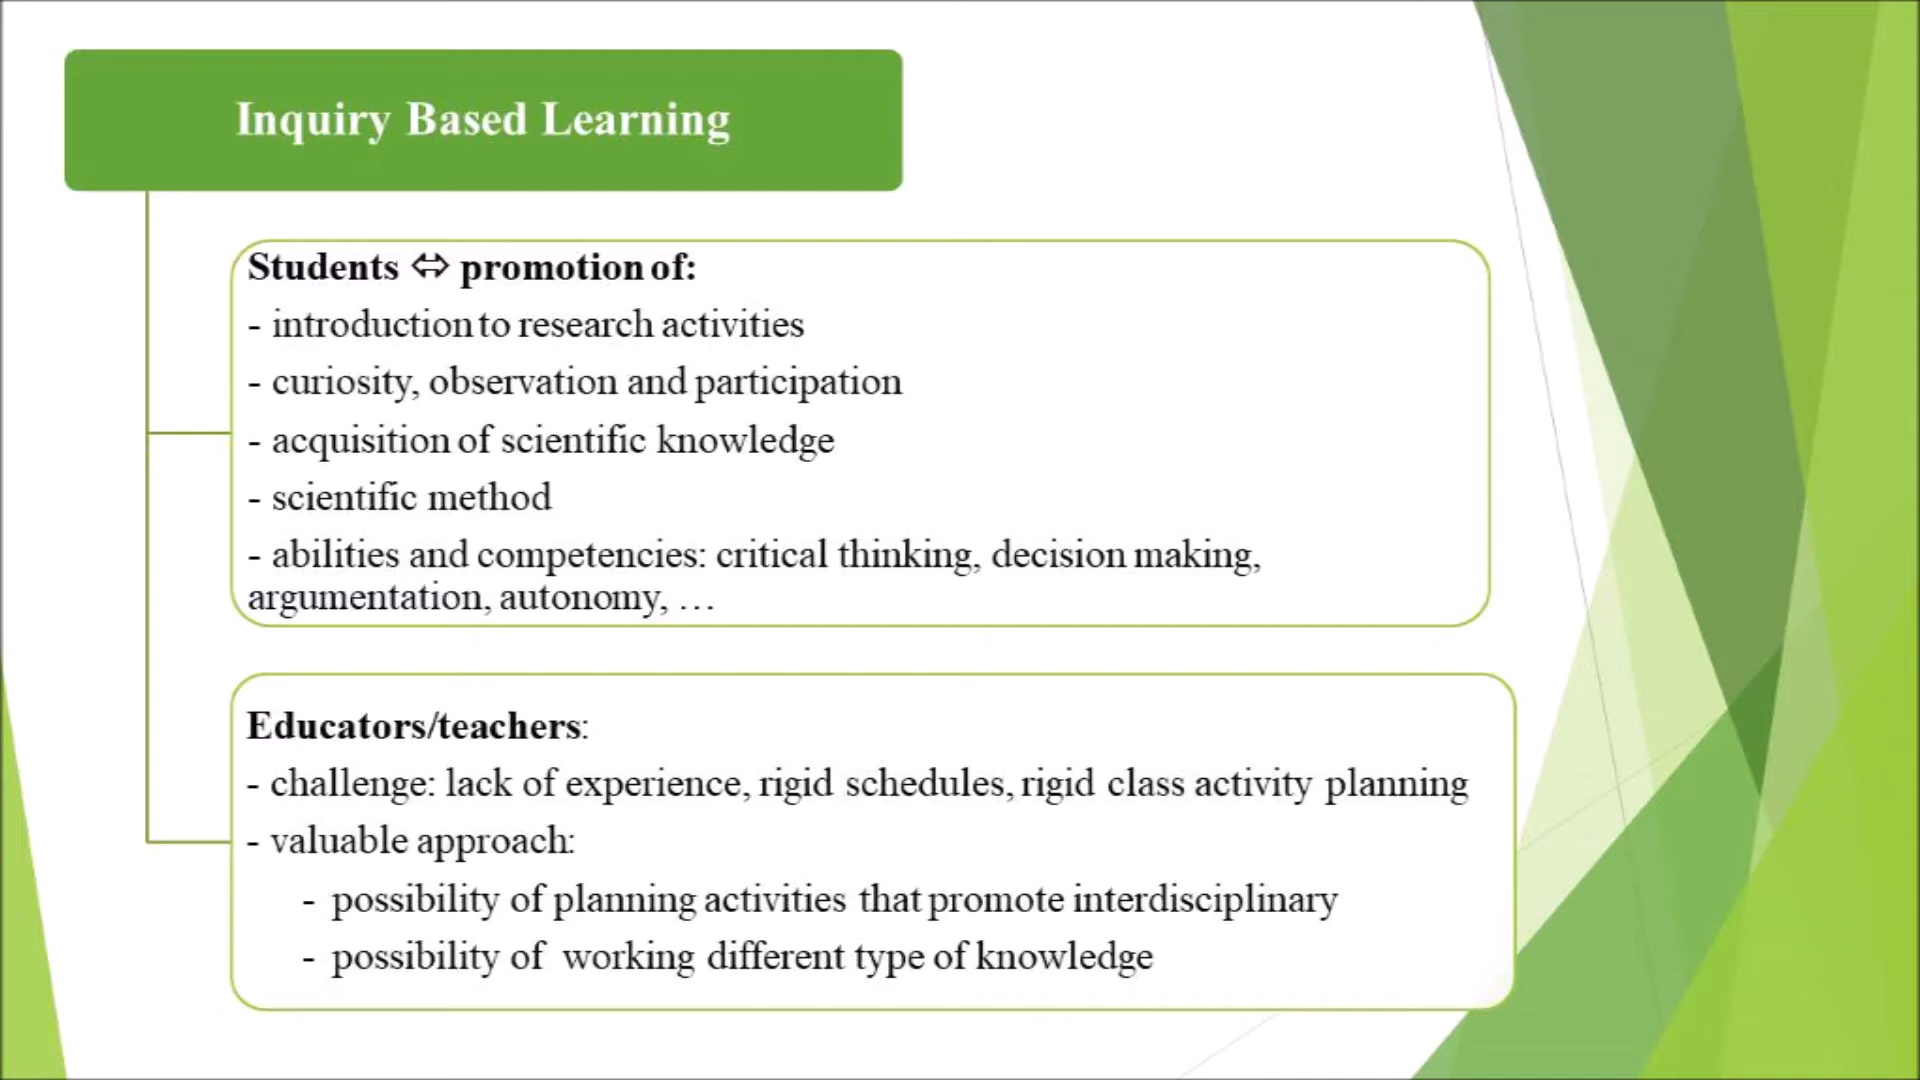 Inquiry Based Learning
Students ⇔ promotion of:
- introduction to research activities
- curiosity, observation and participation
- acquisition of scientific knowledge
- scientific method
- abilities and competencies: critical thinking, decision making,
argumentation, autonomy, …
Educators/teachers:
- challenge: lack of experience, rigid schedules, rigid class activity planning
- valuable approach:
- possibility of planning activities that promote interdisciplinary
- possibility of working different type of knowledge